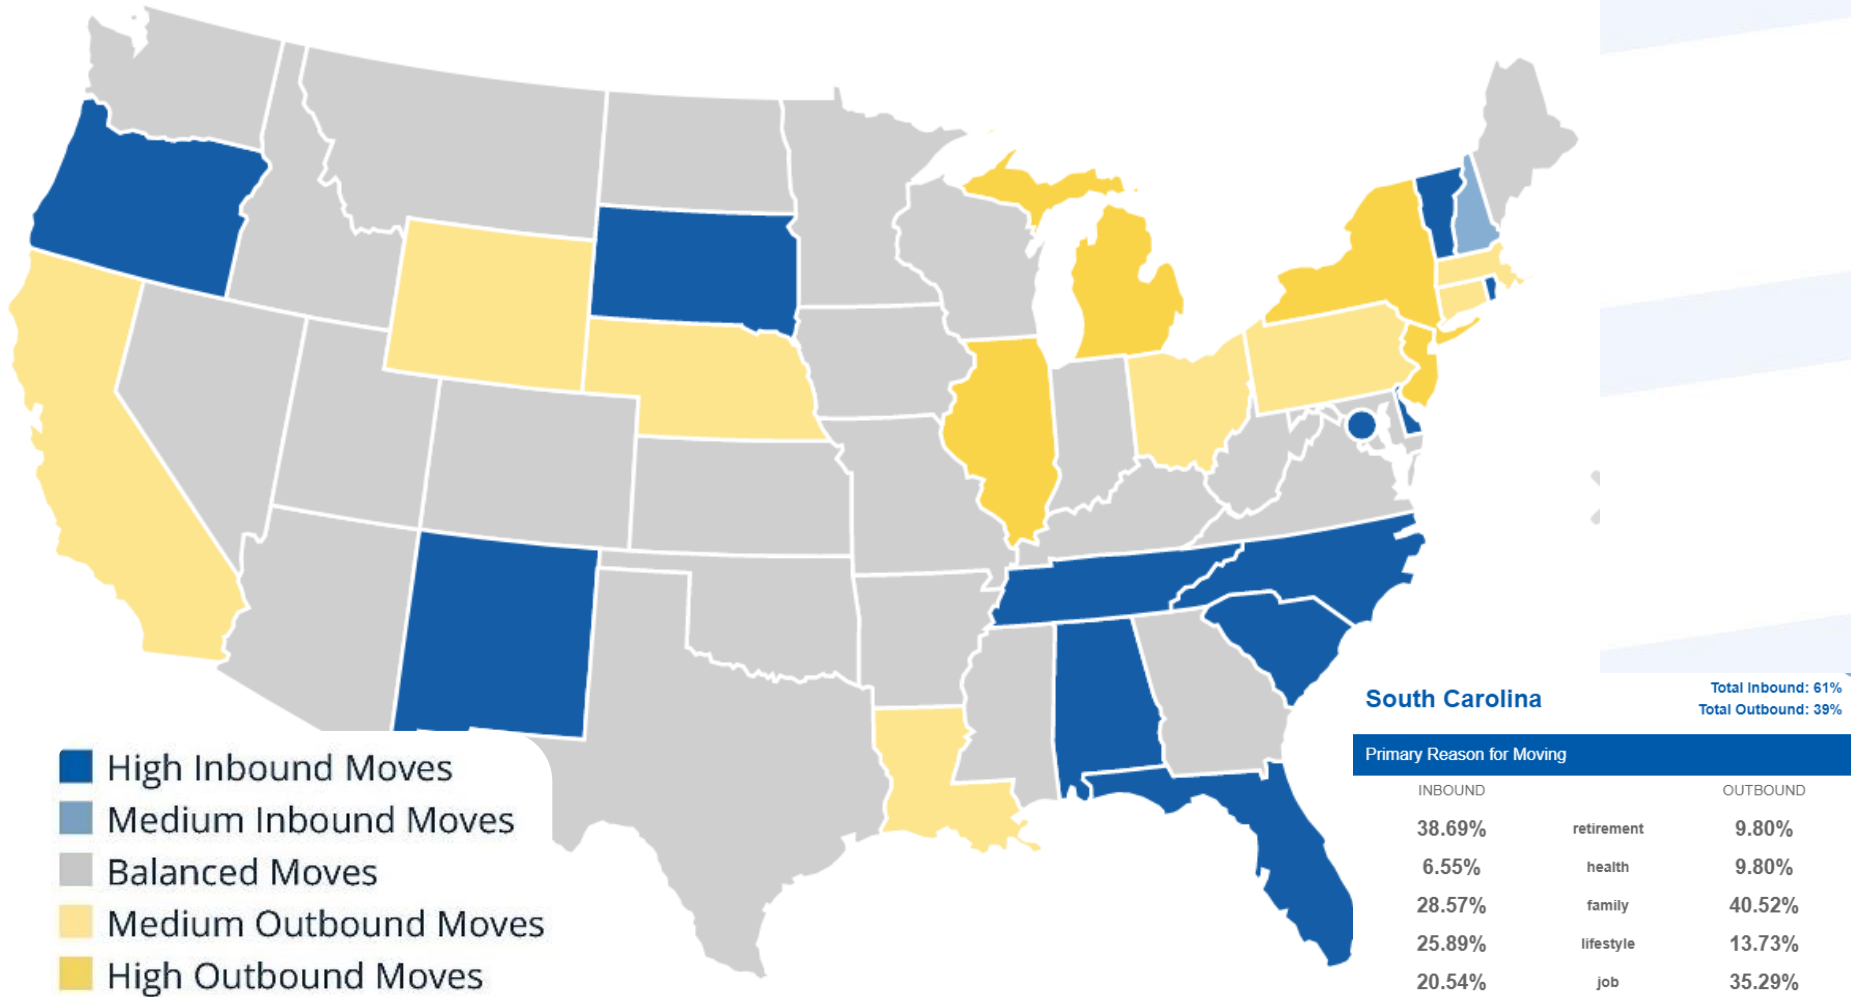 High Inbound Moves
Medium Inbound Moves
Balanced Moves
Medium Outbound Moves
High Outbound Moves
South Carolina
Total Inbound: 61%
Total Outbound: 39%
Primary Reason for Moving
INBOUND OUTBOUND
38.69% retirement 9.80%
6.55% health 9.80%
28.57% family 40.52%
25.89% lifestyle 13.73%
20.54% job 35.29%